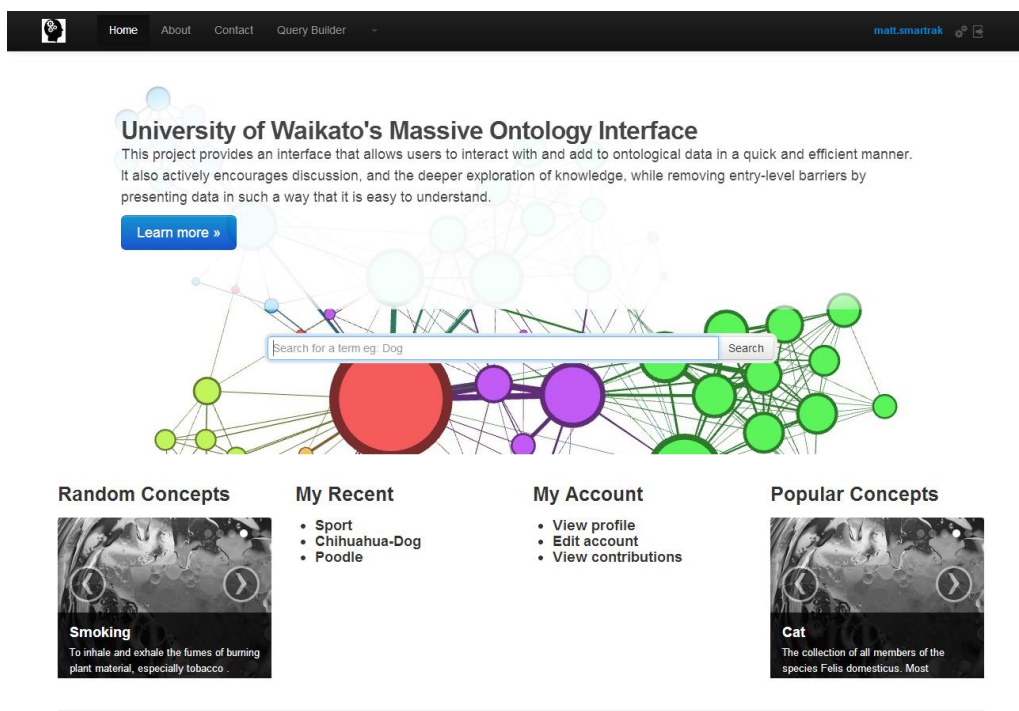 Home About Contact Query Builder
matt.smartrak
University of Waikato's Massive Ontology Interface
This project provides an interface that allows users to interact with and add to ontological data in a quick and efficient manner.
It also actively encourages discussion, and the deeper exploration of knowledge, while removing entry-level barriers by
presenting data in such a way that it is easy to understand.
Learn more »
Search for a term eg: Dog
Search
Random Concepts
Smoking
To inhale and exhale the fumes of burning
plant material, especially tobacco .
My Recent
• Sport
• Chihuahua-Dog
• Poodle
My Account
• View profile
• Edit account
• View contributions
Popular Concepts
Cat
The collection of all members of the
species Felis domesticus. Most